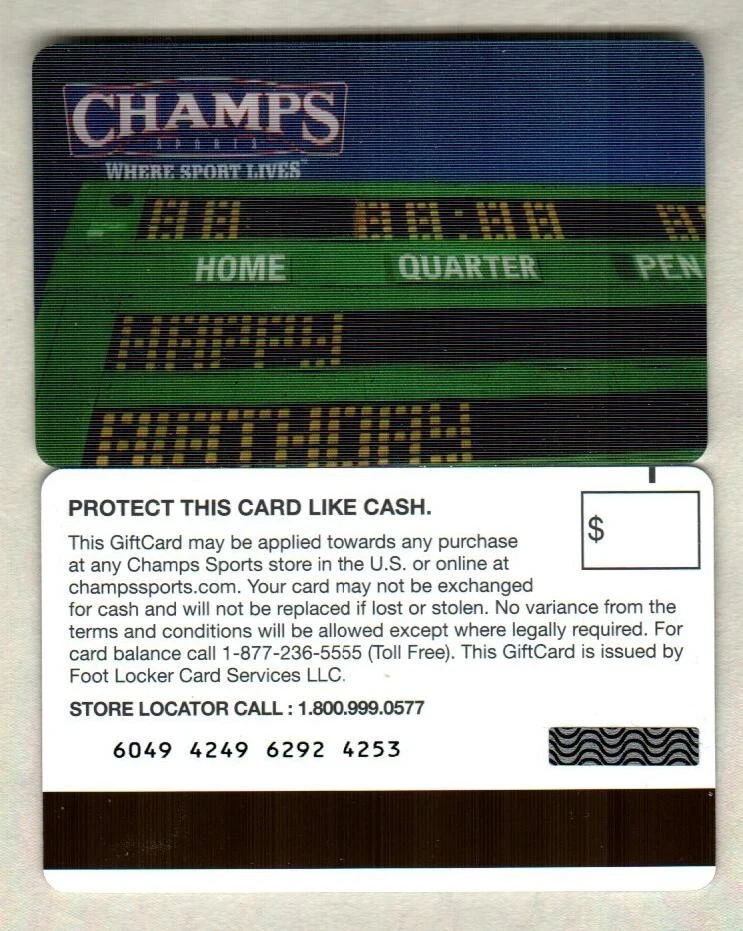 CHAMPS
SPORTS
WHERE SPORT LIVES™
88 88:88
HOME QUARTER PEN
HAPPY
BIRTHDAY
PROTECT THIS CARD LIKE CASH.
$
This GiftCard may be applied towards any purchase
at any Champs Sports store in the U.S. or online at
champssports.com. Your card may not be exchanged
for cash and will not be replaced if lost or stolen. No variance from the
terms and conditions will be allowed except where legally required. For
card balance call 1-877-236-5555 (Toll Free). This GiftCard is issued by
Foot Locker Card Services LLC.
STORE LOCATOR CALL : 1.800.999.0577
6049 4249 6292 4253